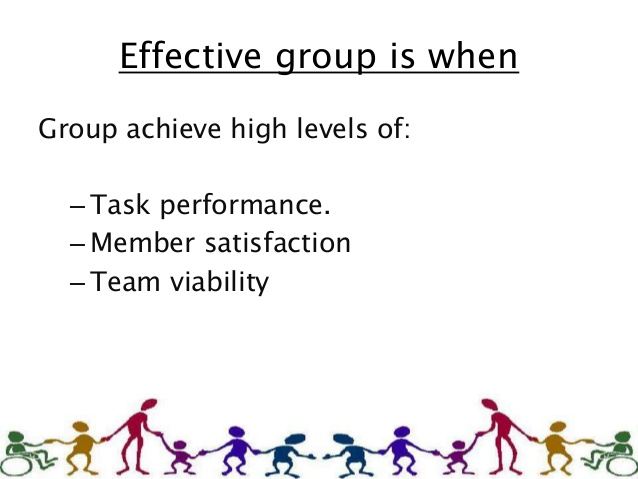 Effective group is when
Group achieve high levels of:
– Task performance.
– Member satisfaction
– Team viability